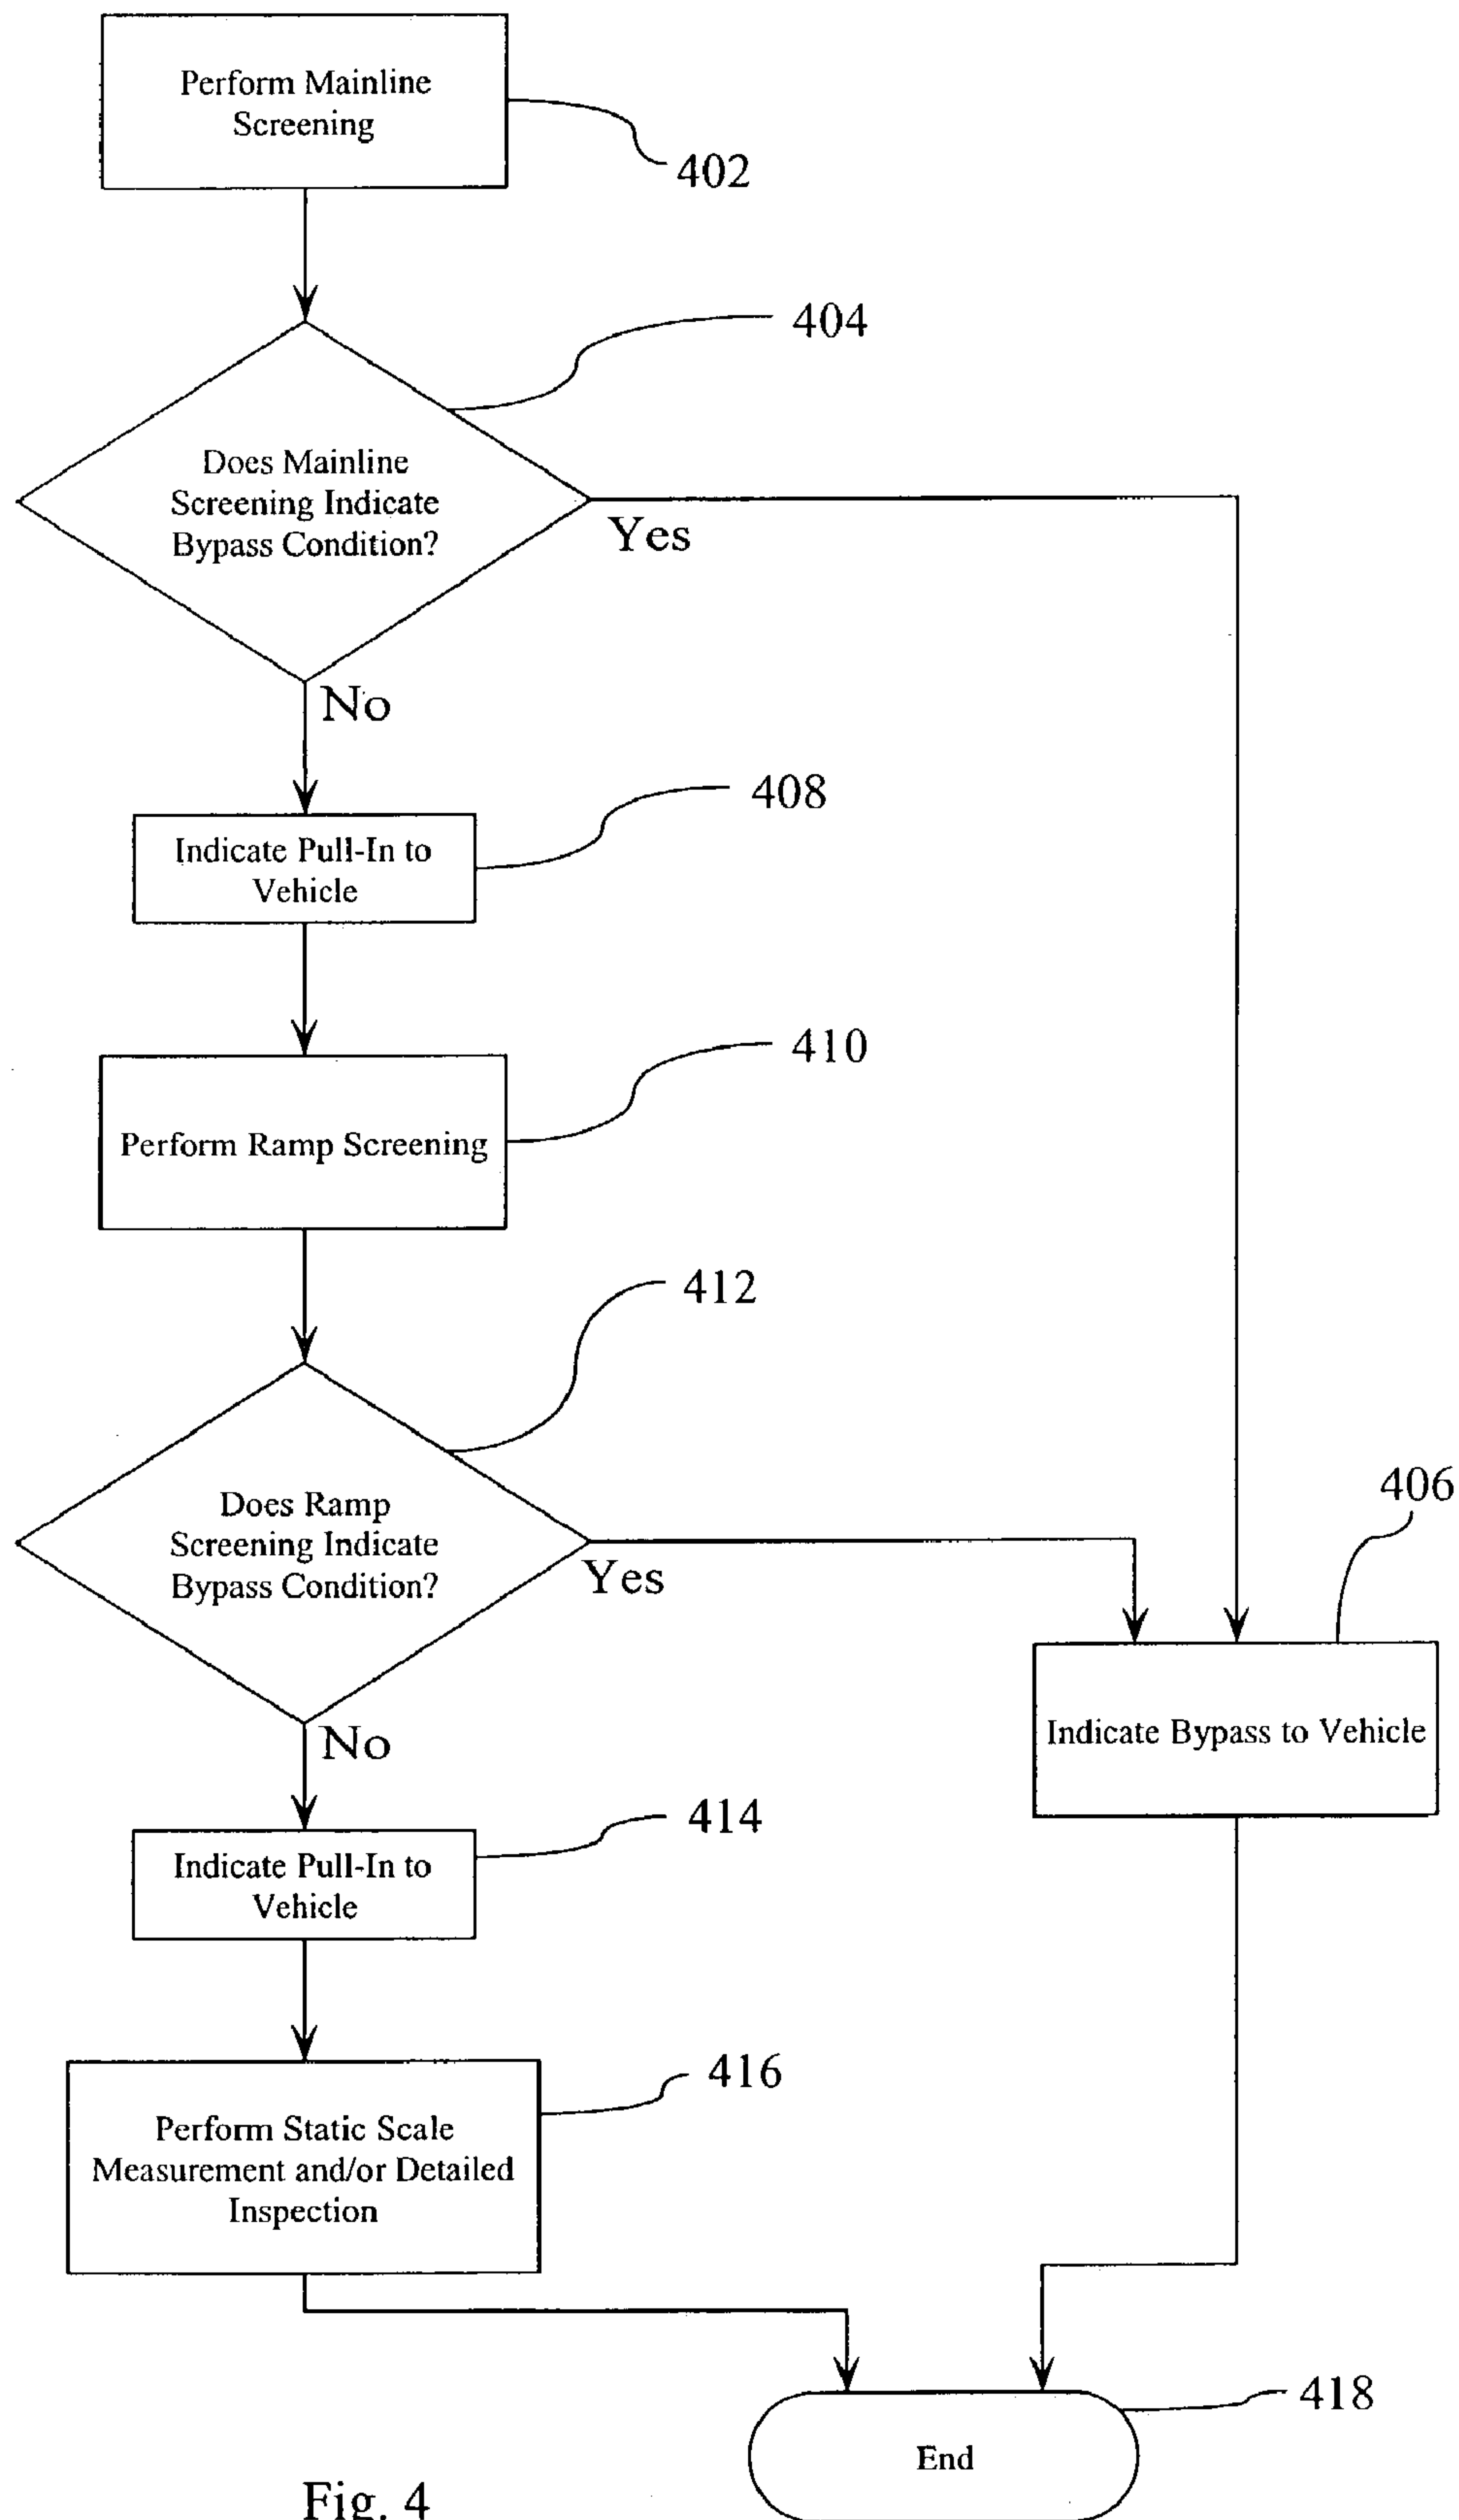 Perform Mainline
Screening
402
404
Does Mainline
Screening Indicate
Bypass Condition?
Yes
No
408
Indicate Pull-In to
Vehicle
410
Perform Ramp Screening
412
406
Does Ramp
Screening Indicate
Bypass Condition?
Yes
Indicate Bypass to Vehicle
No
414
Indicate Pull-In to
Vehicle
416
Perform Static Scale
Measurement and/or Detailed
Inspection
418
End
Fig. 4